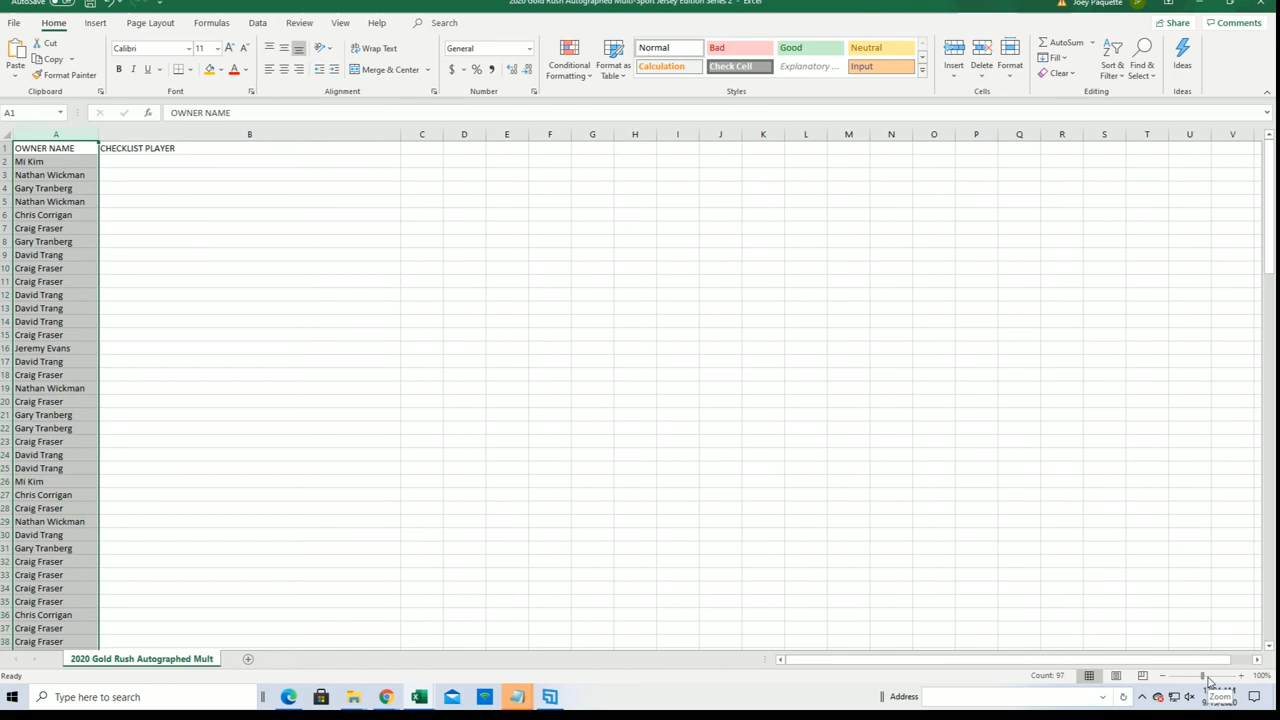 AutoSave Off 2020 Gold Rush Autographed Multi-Sport Jersey Edition Series 2 - Excel Joey Paquette JP
File Home Insert Page Layout Formulas Data Review View Help Search Share Comments
Paste Cut Copy Format Painter
Calibri 11 B I U A A A
Wrap Text Merge & Center
General $ % ,
Conditional Formatting Format as Table
Normal Bad Good Neutral
Calculation Check Cell Explanatory ... Input
Insert Delete Format
AutoSum Fill Clear
Sort & Filter Find & Select Ideas
Clipboard Font Alignment Number Styles Cells Editing Ideas
A1 fx OWNER NAME
A B C D E F G H I J K L M N O P Q R S T U V
1 OWNER NAME CHECKLIST PLAYER
2 Mi Kim
3 Nathan Wickman
4 Gary Tranberg
5 Nathan Wickman
6 Chris Corrigan
7 Craig Fraser
8 Gary Tranberg
9 David Trang
10 Craig Fraser
11 Craig Fraser
12 David Trang
13 David Trang
14 David Trang
15 Craig Fraser
16 Jeremy Evans
17 David Trang
18 Craig Fraser
19 Nathan Wickman
20 Craig Fraser
21 Gary Tranberg
22 Gary Tranberg
23 Craig Fraser
24 David Trang
25 David Trang
26 Mi Kim
27 Chris Corrigan
28 Craig Fraser
29 Nathan Wickman
30 David Trang
31 Gary Tranberg
32 Craig Fraser
33 Craig Fraser
34 Craig Fraser
35 Craig Fraser
36 Chris Corrigan
37 Craig Fraser
38 Craig Fraser
2020 Gold Rush Autographed Mult
Ready Count: 97 100%
Type here to search Address Zoom